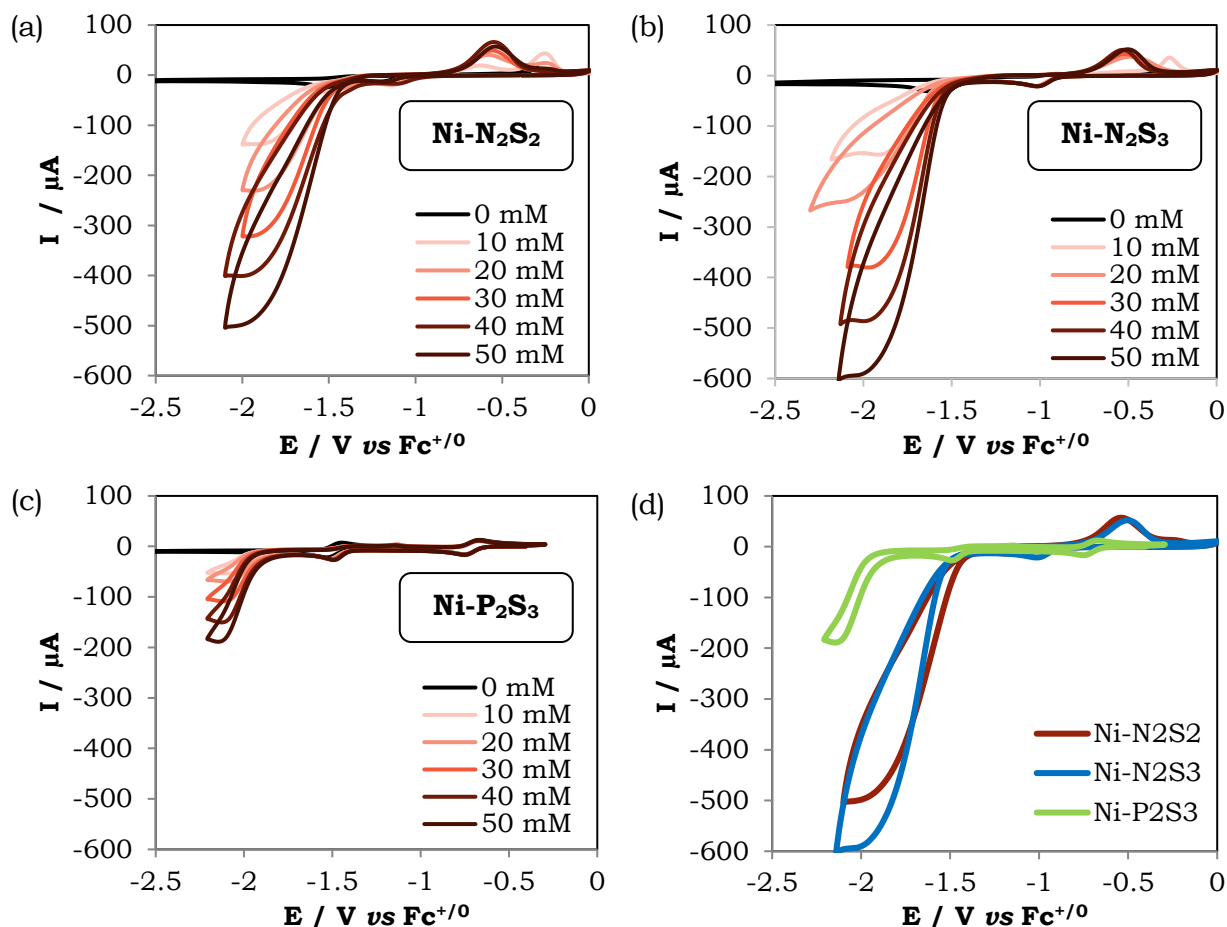 (a)
100
0
-100
-200
-300
-400
-500
-600
I / µA
Ni-N₂S₂
0 mM
10 mM
20 mM
30 mM
40 mM
50 mM
-2.5 -2 -1.5 -1 -0.5 0
E / V vs Fc⁺/⁰
(b)
100
0
-100
-200
-300
-400
-500
-600
I / µA
Ni-N₂S₃
0 mM
10 mM
20 mM
30 mM
40 mM
50 mM
-2.5 -2 -1.5 -1 -0.5 0
E / V vs Fc⁺/⁰
(c)
100
0
-100
-200
-300
-400
-500
-600
I / µA
Ni-P₂S₃
0 mM
10 mM
20 mM
30 mM
40 mM
50 mM
-2.5 -2 -1.5 -1 -0.5 0
E / V vs Fc⁺/⁰
(d)
100
0
-100
-200
-300
-400
-500
-600
I / µA
Ni-N2S2
Ni-N2S3
Ni-P2S3
-2.5 -2 -1.5 -1 -0.5 0
E / V vs Fc⁺/⁰